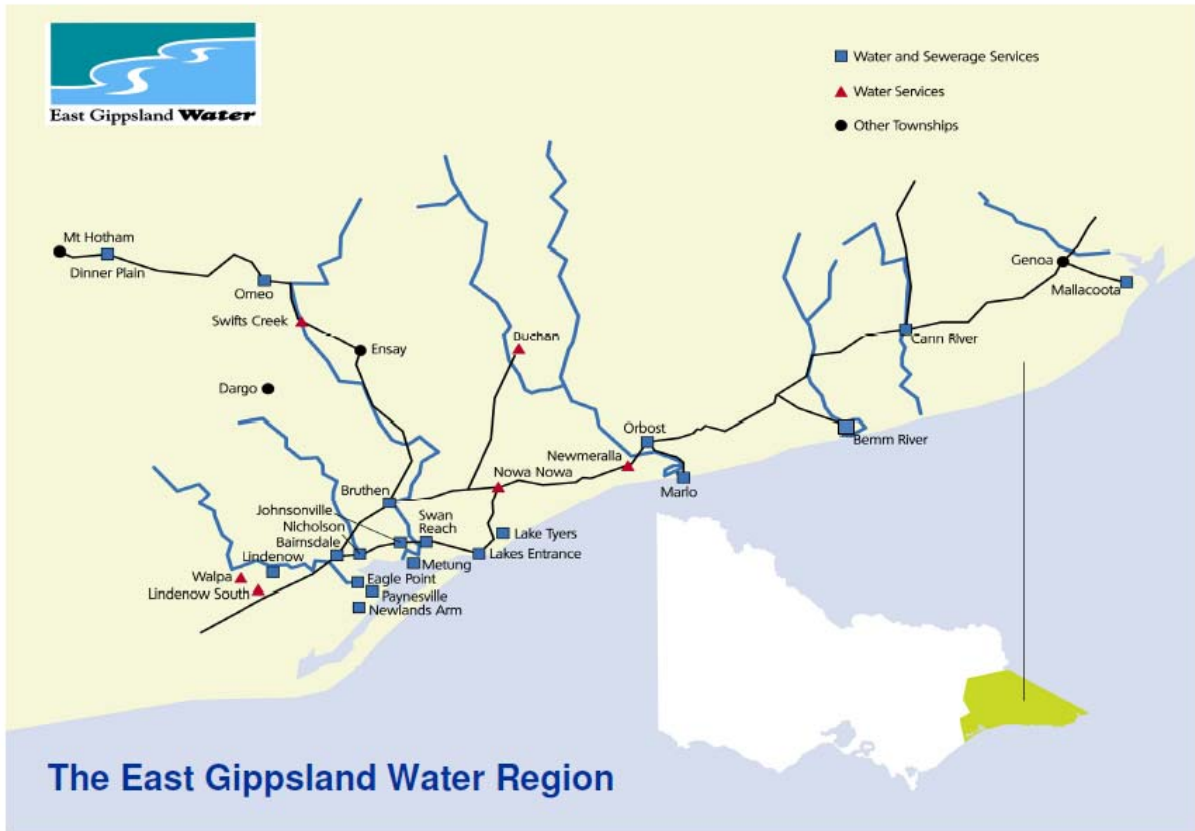 East Gippsland Water
Water and Sewerage Services
Water Services
Other Townships
Mt Hotham
Dinner Plain
Omeo
Swifts Creek
Ensay
Dargo
Buchan
Genoa
Mallacoota
Cann River
Bemm River
Orbost
Newmeralla
Nowa Nowa
Marlo
Bruthen
Johnsonville
Nicholson
Bairnsdale
Lindenow
Swan
Reach
Lake Tyers
Lakes Entrance
Metung
Walpa
Lindenow South
Eagle Point
Paynesville
Newlands Arm
The East Gippsland Water Region